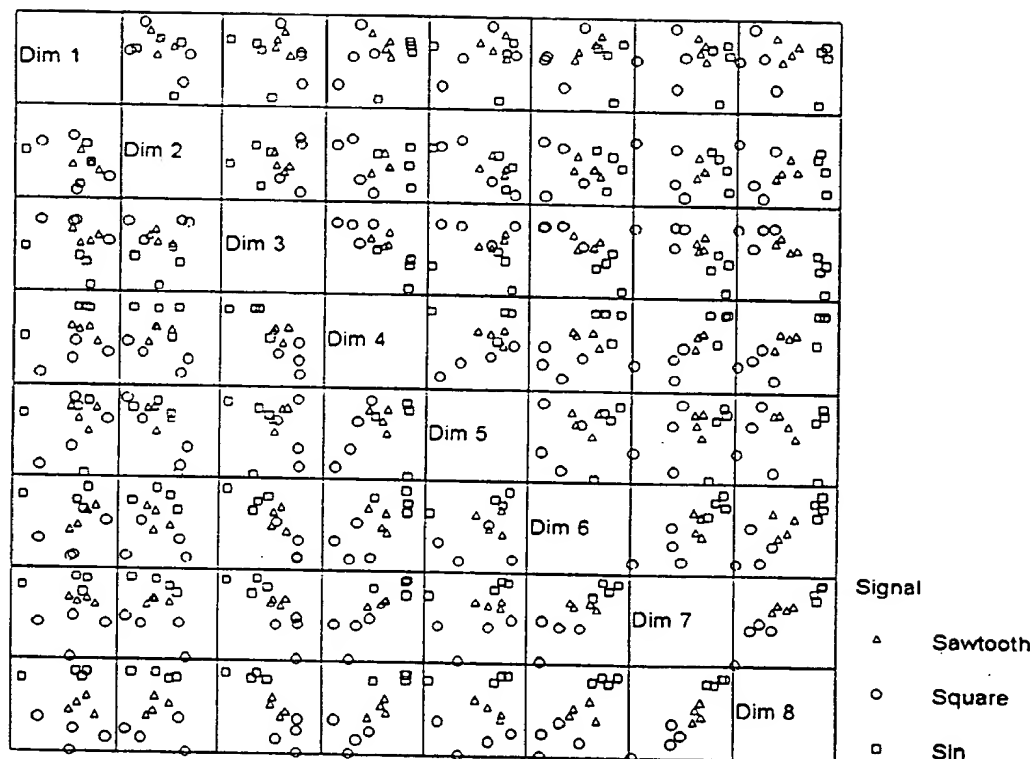 Dim 1
Dim 2
Dim 3
Dim 4
Dim 5
Dim 6
Dim 7
Dim 8
Signal
Sawtooth
Square
Sin